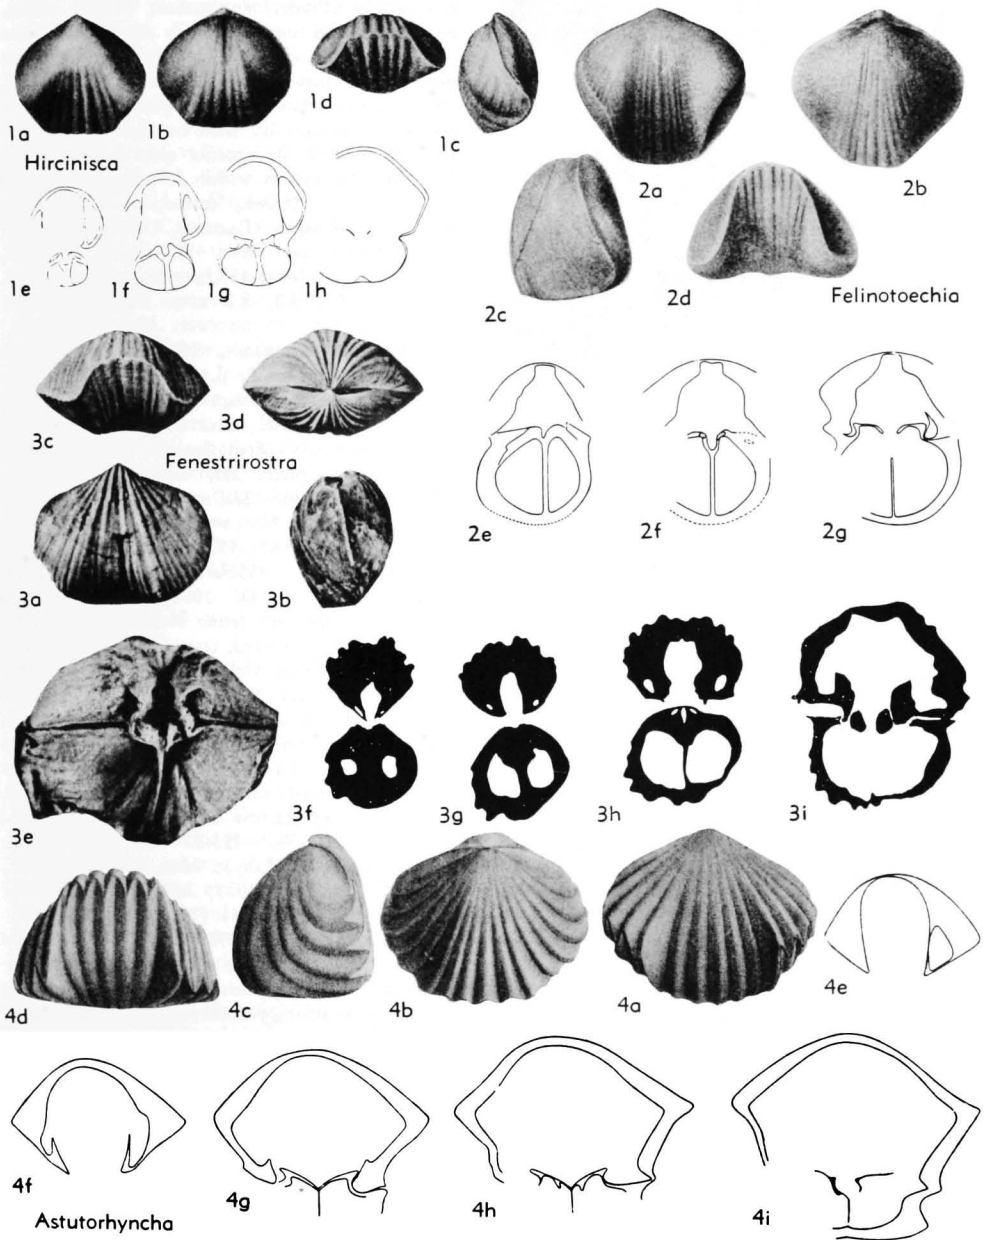 1a 1b 1d 1c 2a 2b
Hircinisca
1e 1f 1g 1h 2c 2d
Felinotoechia
3c 3d
Fenestrirostra
3a 3b 2e 2f 2g
3e 3f 3g 3h 3i
4d 4c 4b 4a 4e
4f 4g 4h 4i
Astutorhyncha